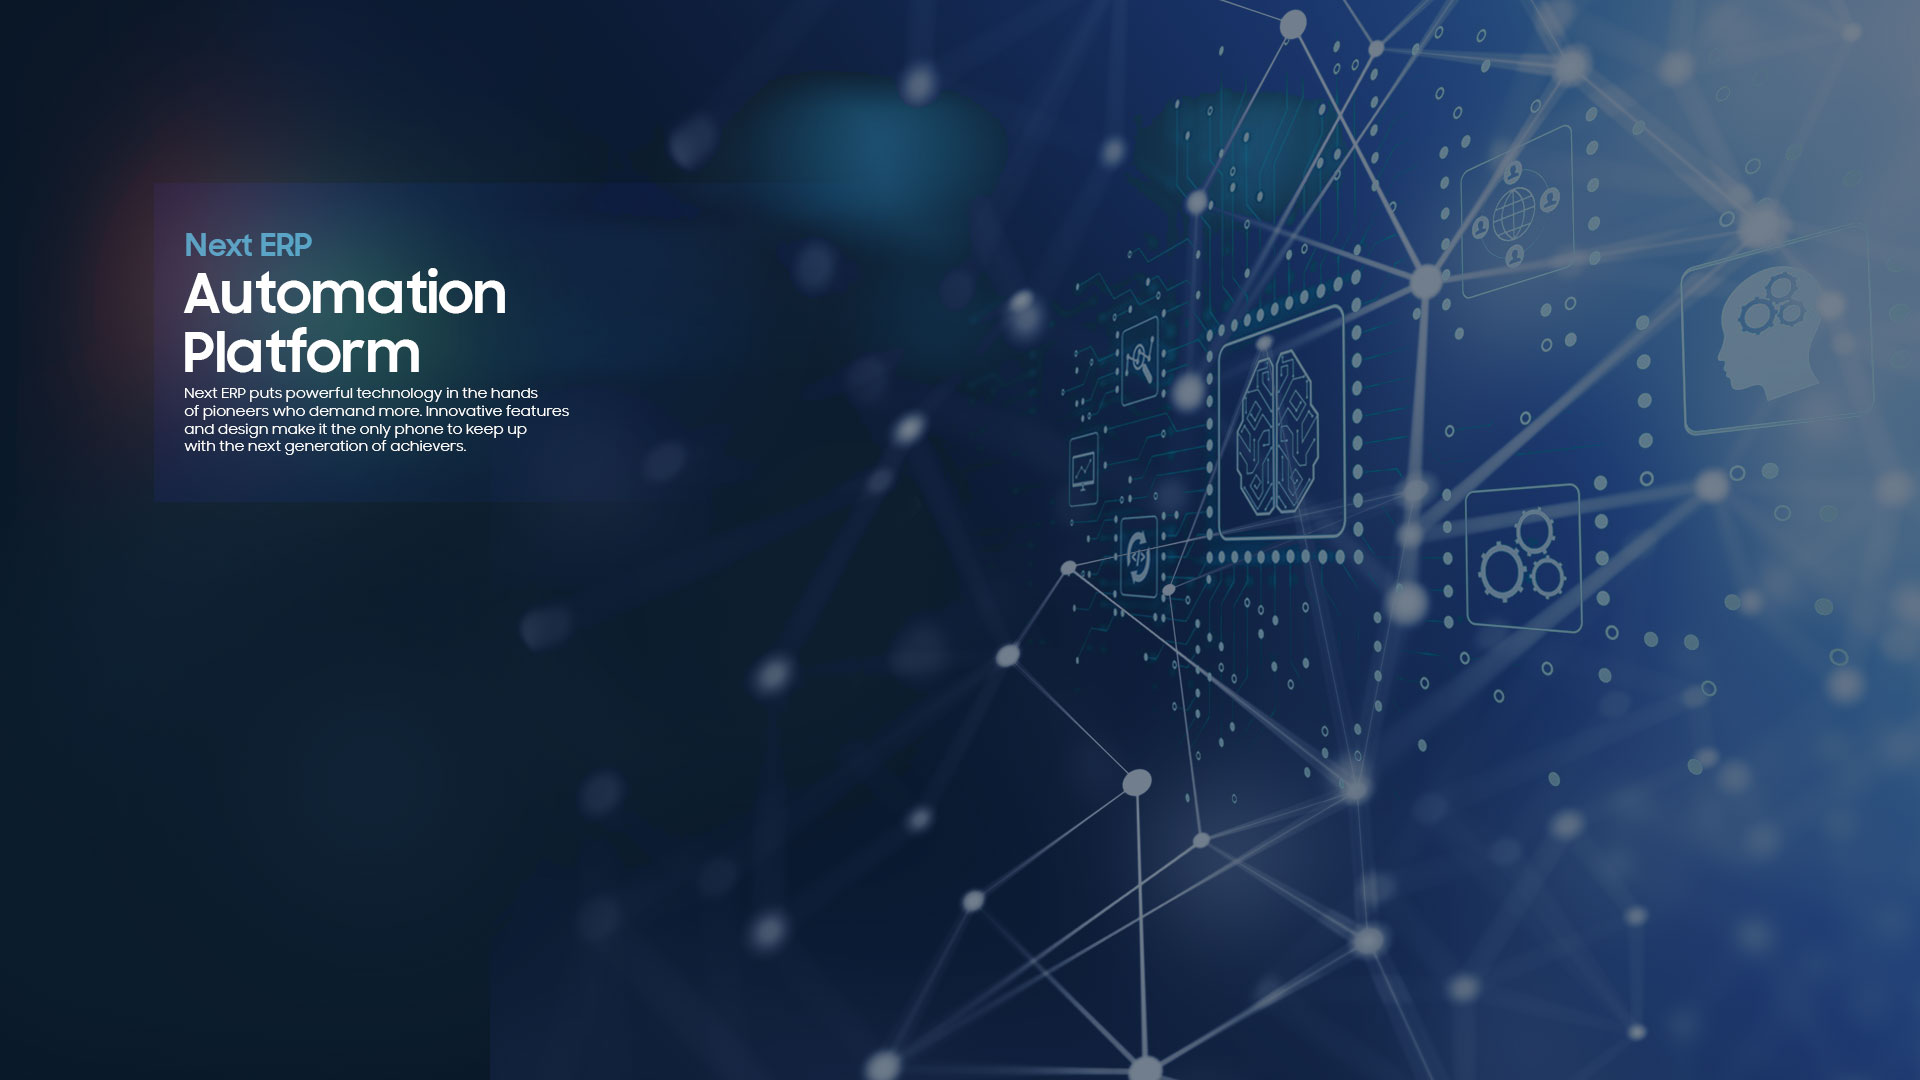 Next ERP
Automation
Platform
Next ERP puts powerful technology in the hands
of pioneers who demand more. Innovative features
and design make it the only phone to keep up
with the next generation of achievers.